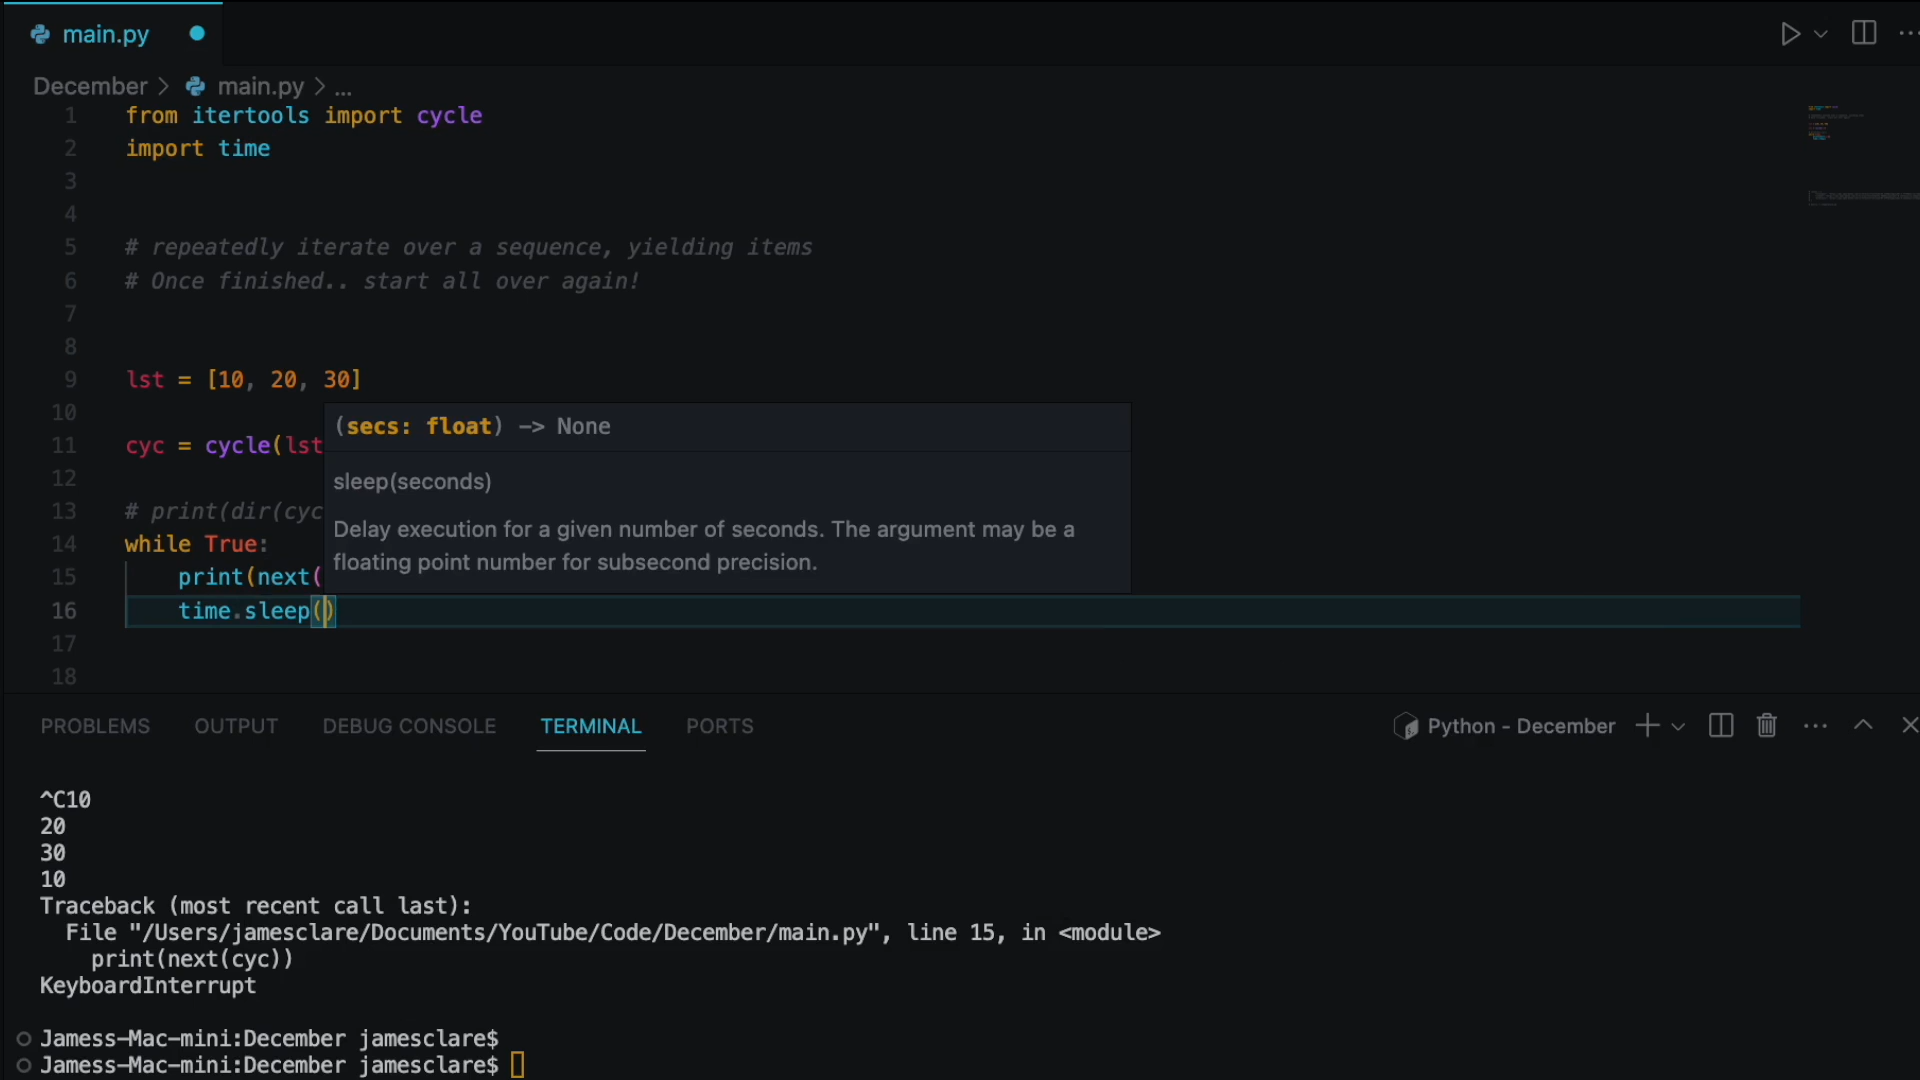 main.py
December > main.py > ...
1 from itertools import cycle
2 import time
3
4
5 # repeatedly iterate over a sequence, yielding items
6 # Once finished.. start all over again!
7
8
9 lst = [10, 20, 30]
10
(secs: float) -> None
11 cyc = cycle(lst
12
sleep(seconds)
13 # print(dir(cyc
Delay execution for a given number of seconds. The argument may be a
14 while True:
floating point number for subsecond precision.
15 print(next(
16 time.sleep()
17
18
PROBLEMS OUTPUT DEBUG CONSOLE TERMINAL PORTS Python - December
^C10
20
30
10
Traceback (most recent call last):
File "/Users/jamesclare/Documents/YouTube/Code/December/main.py", line 15, in <module>
print(next(cyc))
KeyboardInterrupt
Jamess-Mac-mini:December jamesclare$
Jamess-Mac-mini:December jamesclare$